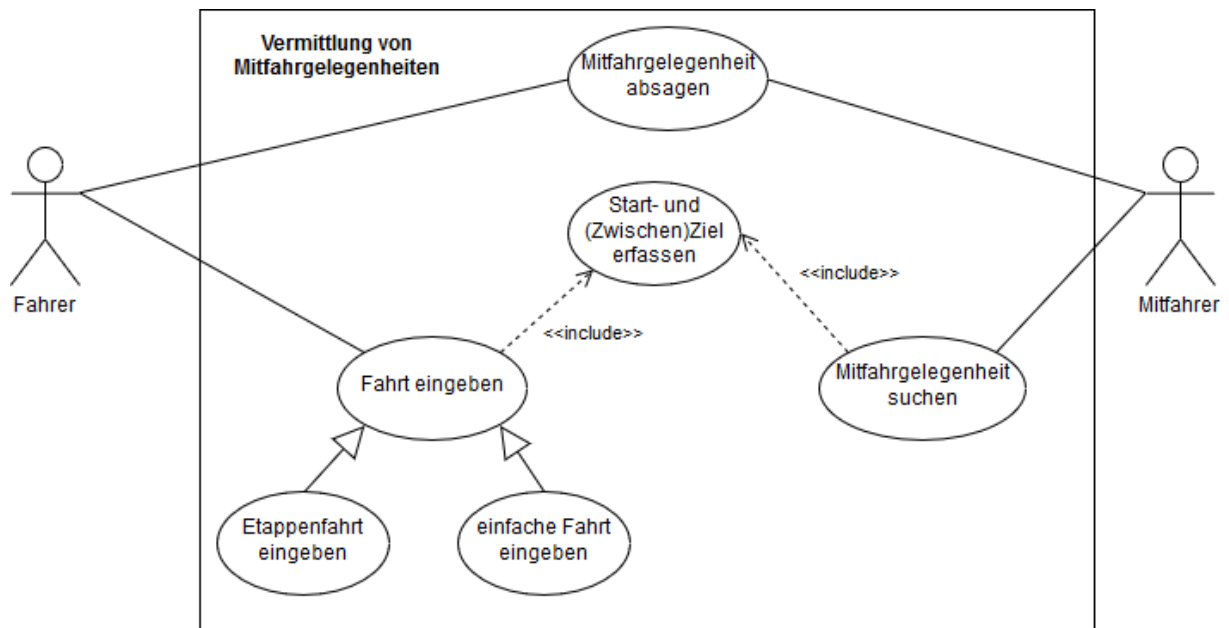 Vermittlung von
Mitfahrgelegenheiten
Mitfahrgelegenheit
absagen
Start- und
(Zwischen)Ziel
erfassen
<<include>>
<<include>>
Fahrer
Mitfahrer
Fahrt eingeben
Mitfahrgelegenheit
suchen
Etappenfahrt
eingeben
einfache Fahrt
eingeben